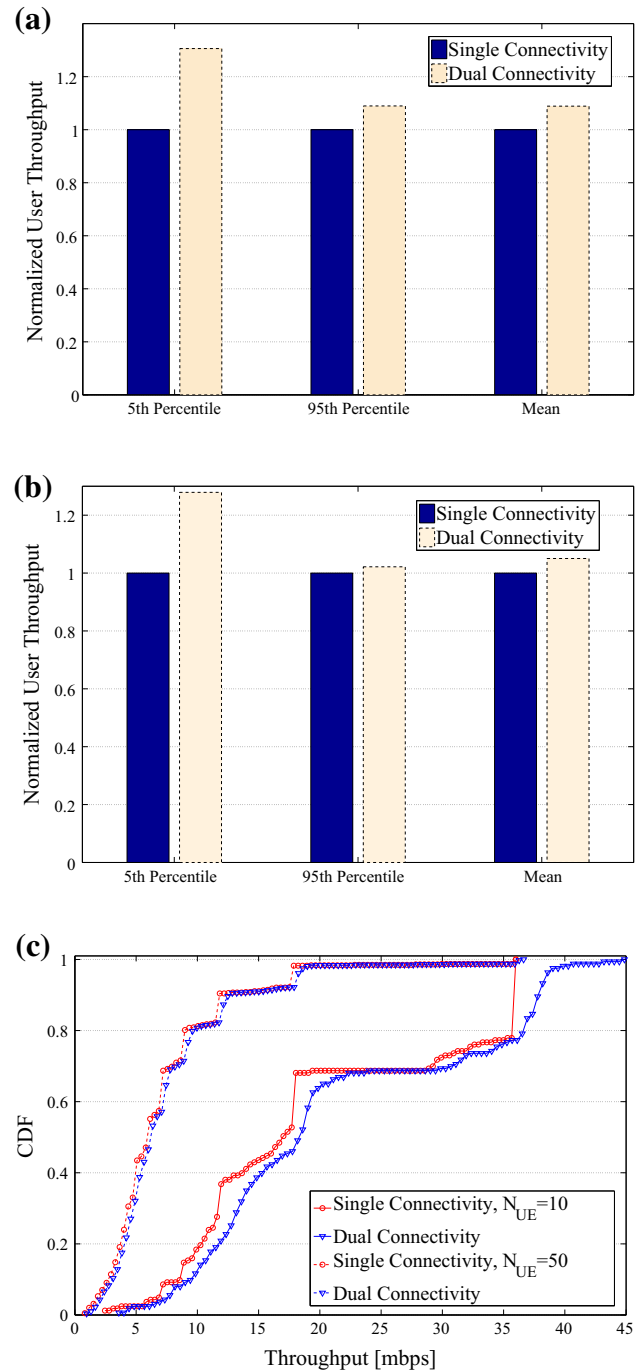 (a)
Normalized User Throughput
1.2
1
0.8
0.6
0.4
0.2
0
Single Connectivity
Dual Connectivity
5th Percentile
95th Percentile
Mean
(b)
Normalized User Throughput
1.2
1
0.8
0.6
0.4
0.2
0
Single Connectivity
Dual Connectivity
5th Percentile
95th Percentile
Mean
(c)
CDF
1
0.8
0.6
0.4
0.2
0
Single Connectivity, N_UE=10
Dual Connectivity
Single Connectivity, N_UE=50
Dual Connectivity
0 5 10 15 20 25 30 35 40 45
Throughput [mbps]